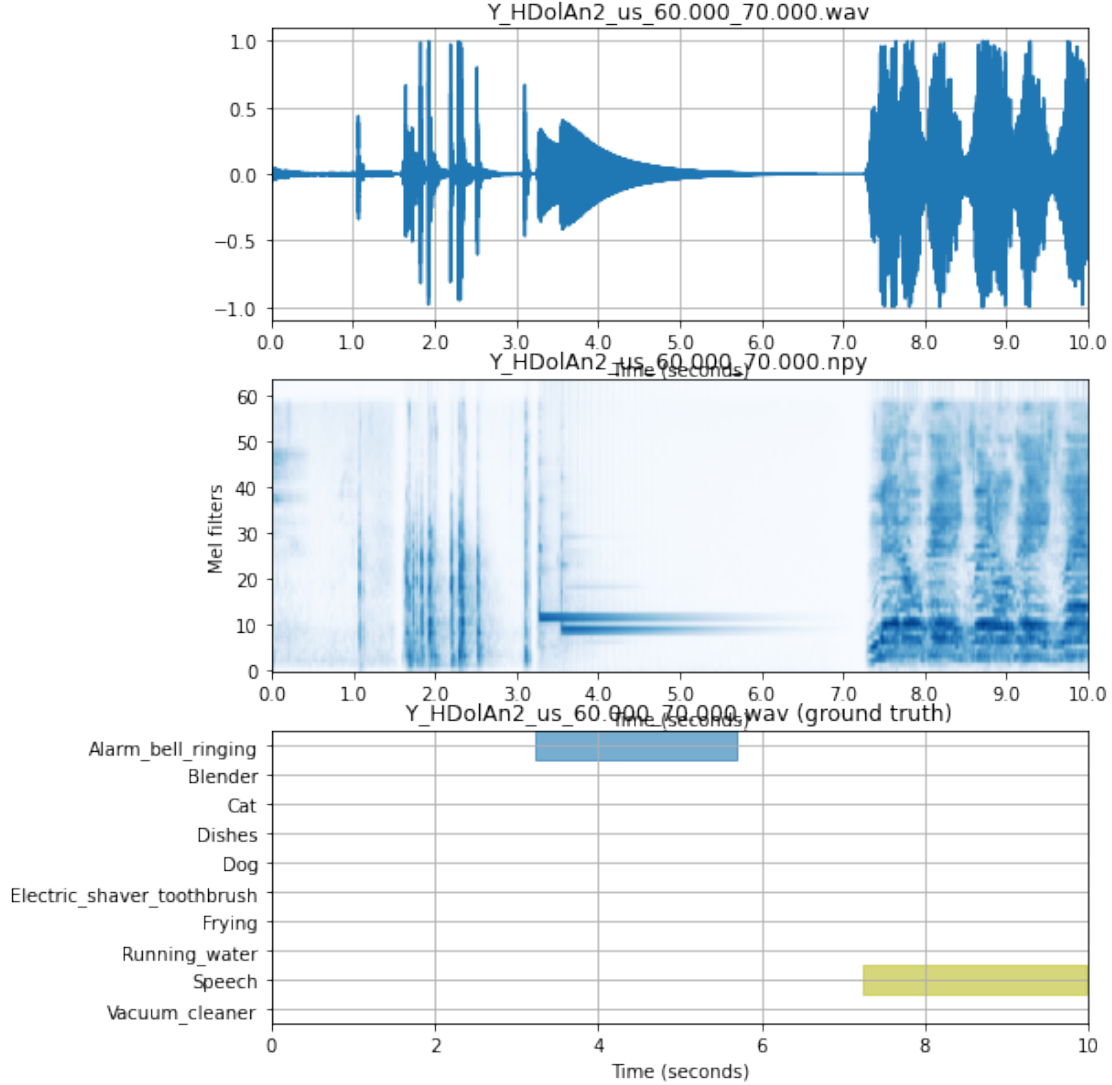 Y_HDolAn2_us_60.000_70.000.wav
1.0
0.5
0.0
−0.5
−1.0
0.0 1.0 2.0 3.0 4.0 5.0 6.0 7.0 8.0 9.0 10.0
Time (seconds)
Y_HDolAn2_us_60.000_70.000.npy
60
50
40
30
20
10
0
Mel filters
0.0 1.0 2.0 3.0 4.0 5.0 6.0 7.0 8.0 9.0 10.0
Time (seconds)
Y_HDolAn2_us_60.000_70.000.wav (ground truth)
Alarm_bell_ringing
Blender
Cat
Dishes
Dog
Electric_shaver_toothbrush
Frying
Running_water
Speech
Vacuum_cleaner
0 2 4 6 8 10
Time (seconds)